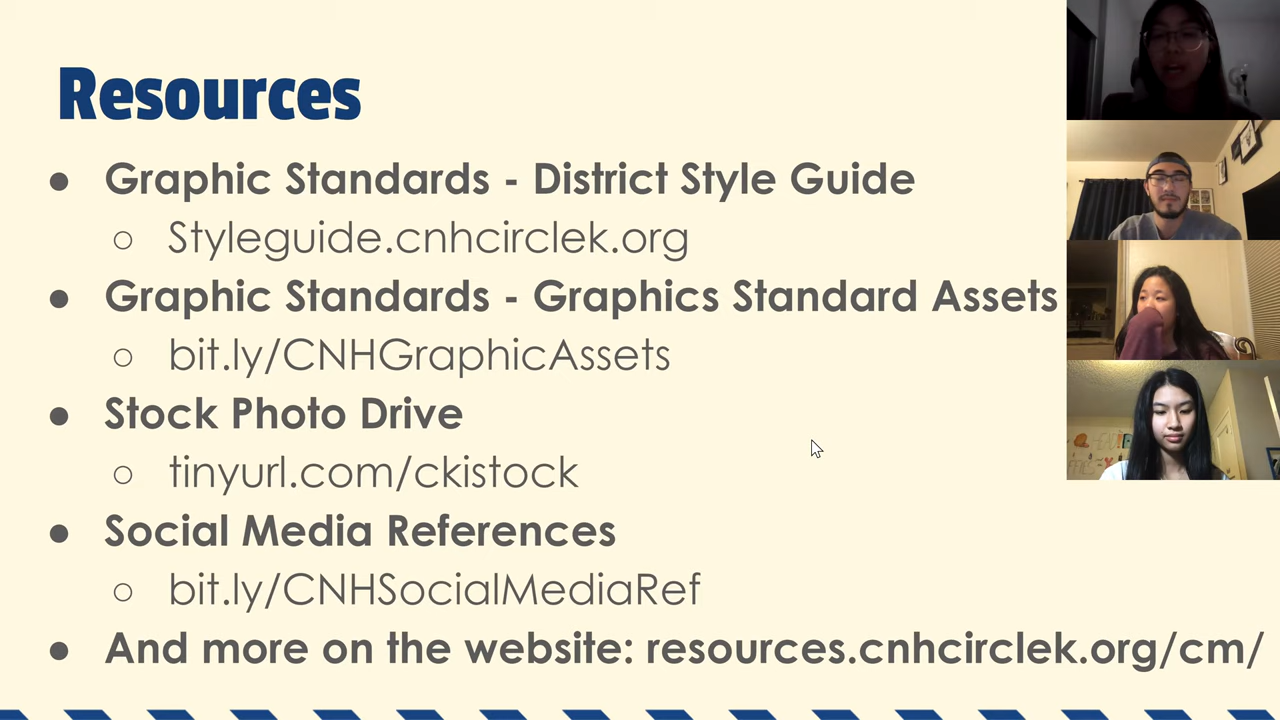 Resources
● Graphic Standards - District Style Guide
○ Styleguide.cnhcirclek.org
● Graphic Standards - Graphics Standard Assets
○ bit.ly/CNHGraphicAssets
● Stock Photo Drive
○ tinyurl.com/ckistock
● Social Media References
○ bit.ly/CNHSocialMediaRef
● And more on the website: resources.cnhcirclek.org/cm/